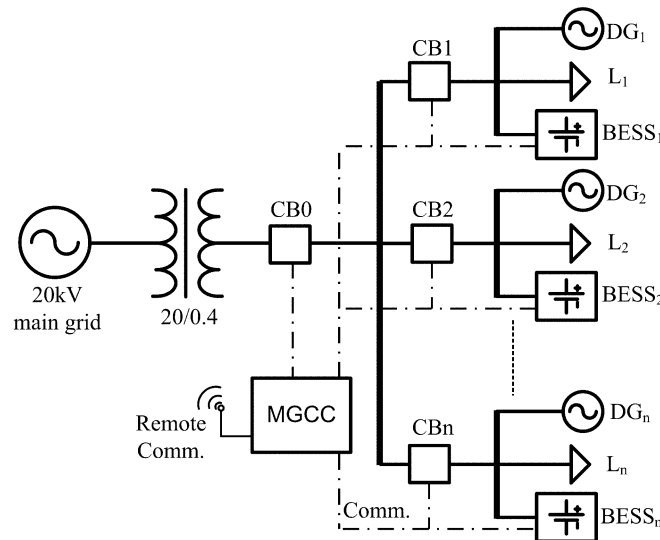 DG₁
CB1
L₁
BESS₁
DG₂
CB0
CB2
L₂
BESS₂
20kV
main grid
20/0.4
MGCC
Remote
Comm.
DGₙ
CBn
Lₙ
Comm.
BESSₙ